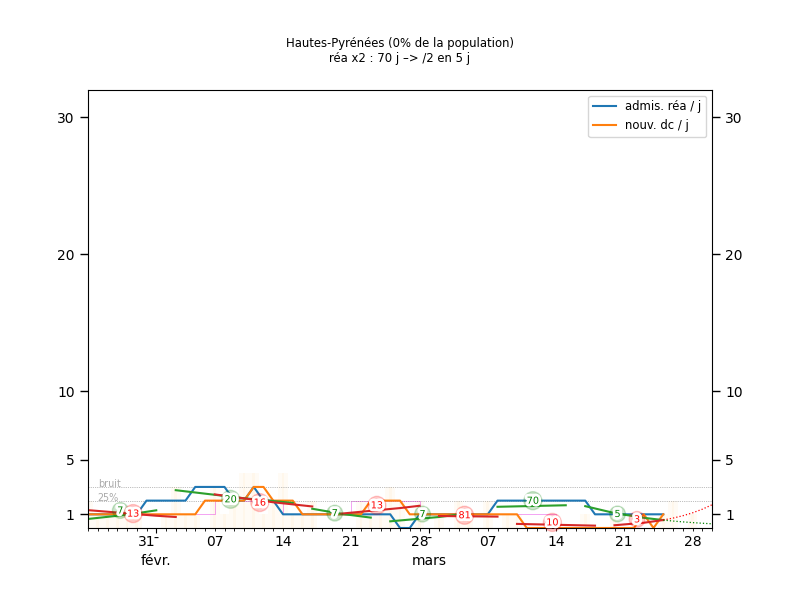 Hautes-Pyrénées (0% de la population)
réa x2 : 70 j –> /2 en 5 j
admis. réa / j
nouv. dc / j
30 30
20 20
10 10
5 5
bruit
25%
1 1
7 13 20 16 7 13 7 81 70 10 5 3
31 07 14 21 28 07 14 21 28
févr. mars